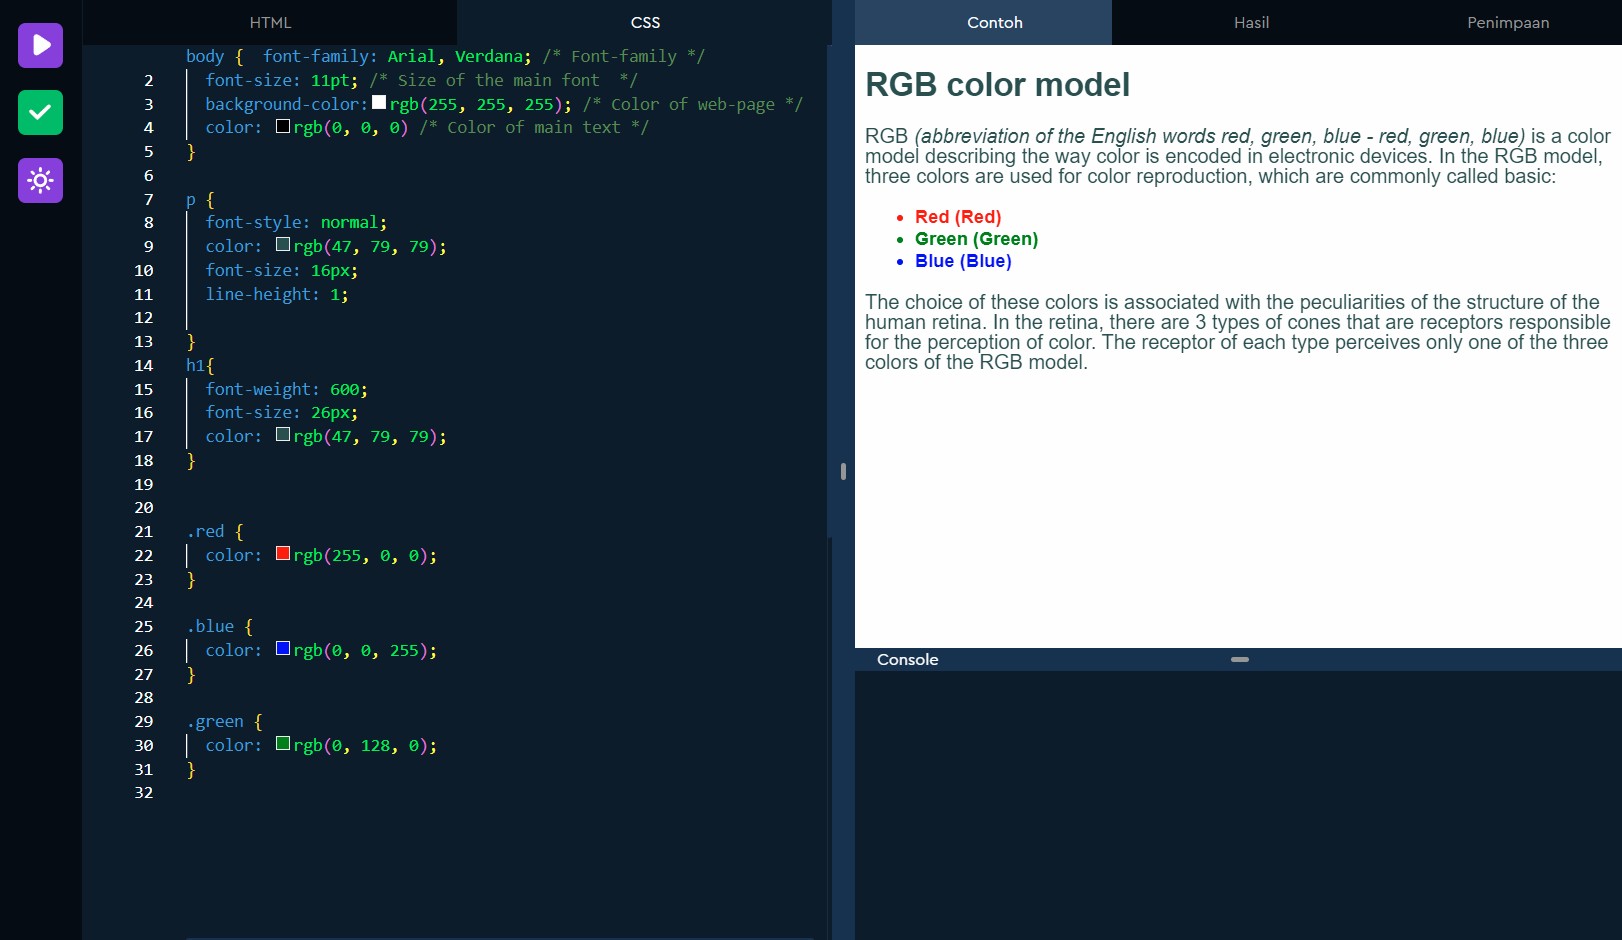 HTML
CSS
Contoh
Hasil
Penimpaan
body {  font-family: Arial, Verdana; /* Font-family */
2 font-size: 11pt; /* Size of the main font  */
3 background-color: rgb(255, 255, 255); /* Color of web-page */
4 color: rgb(0, 0, 0) /* Color of main text */
5 }
6
7 p {
8 font-style: normal;
9 color: rgb(47, 79, 79);
10 font-size: 16px;
11 line-height: 1;
12
13 }
14 h1{
15 font-weight: 600;
16 font-size: 26px;
17 color: rgb(47, 79, 79);
18 }
19
20
21 .red {
22 color: rgb(255, 0, 0);
23 }
24
25 .blue {
26 color: rgb(0, 0, 255);
27 }
28
29 .green {
30 color: rgb(0, 128, 0);
31 }
32
RGB color model
RGB (abbreviation of the English words red, green, blue - red, green, blue) is a color
model describing the way color is encoded in electronic devices. In the RGB model,
three colors are used for color reproduction, which are commonly called basic:
• Red (Red)
• Green (Green)
• Blue (Blue)
The choice of these colors is associated with the peculiarities of the structure of the
human retina. In the retina, there are 3 types of cones that are receptors responsible
for the perception of color. The receptor of each type perceives only one of the three
colors of the RGB model.
Console